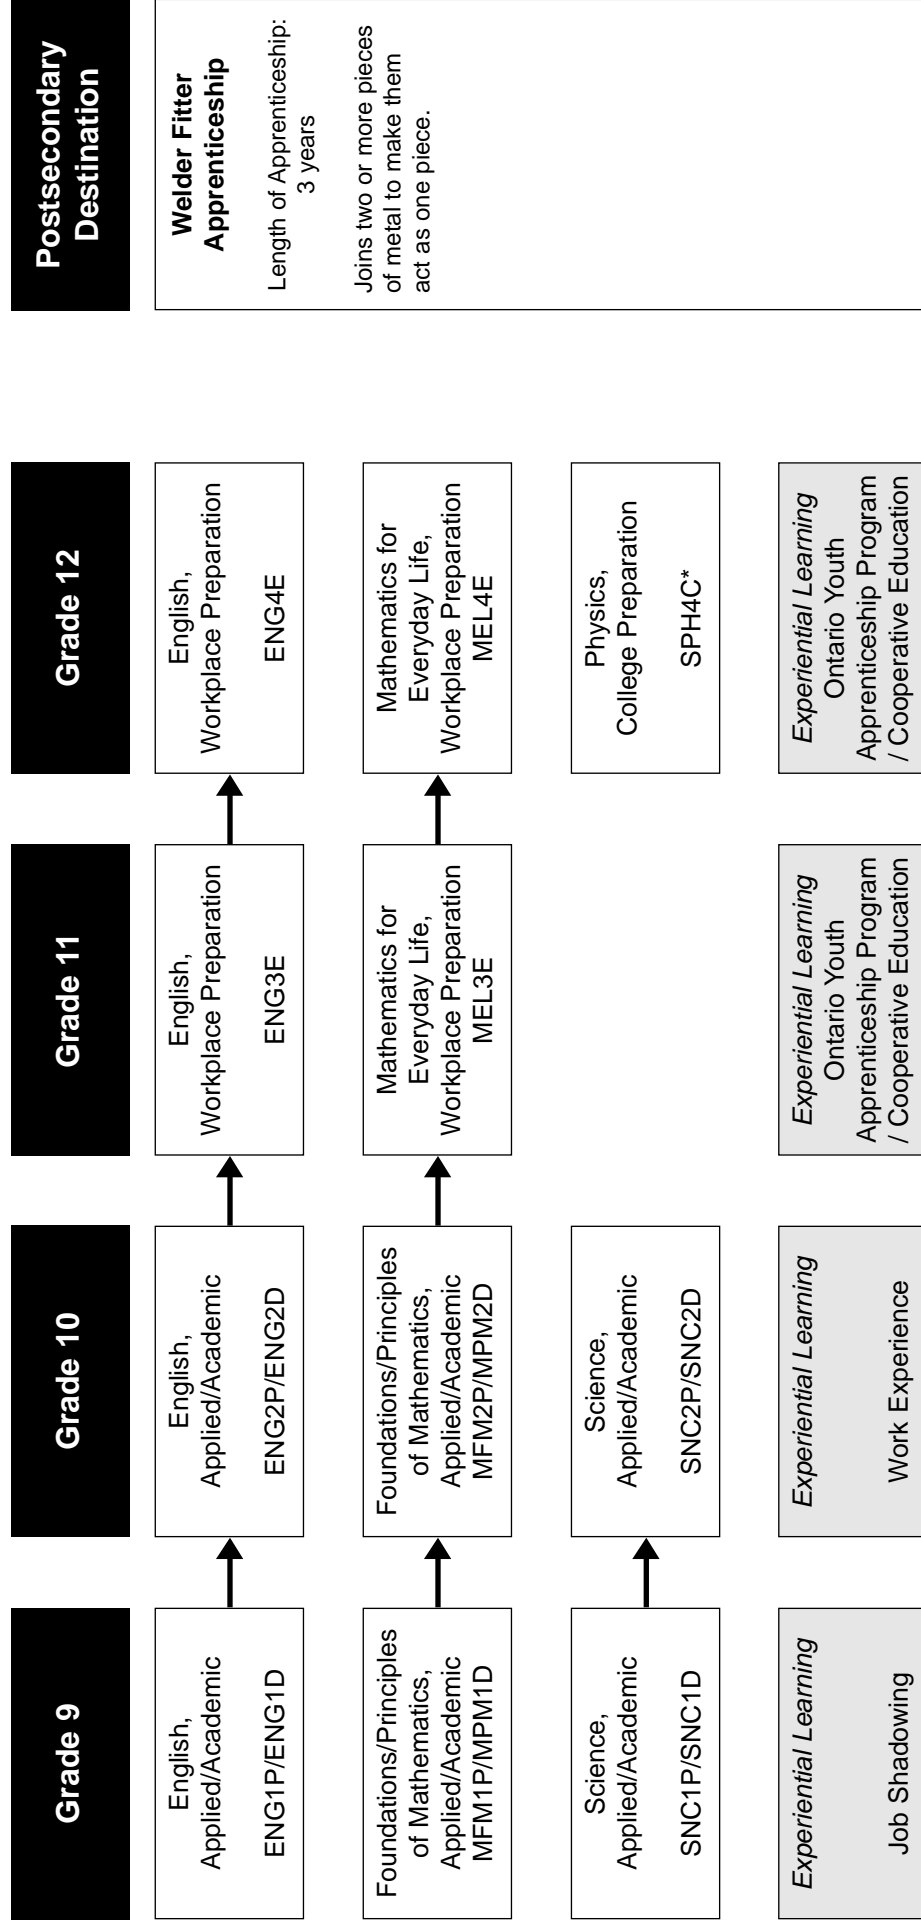 Grade 9
Grade 10
Grade 11
Grade 12
Postsecondary
Destination
English,
Applied/Academic
ENG1P/ENG1D
English,
Applied/Academic
ENG2P/ENG2D
English,
Workplace Preparation
ENG3E
English,
Workplace Preparation
ENG4E
Welder Fitter
Apprenticeship
Length of Apprenticeship:
3 years
Joins two or more pieces
of metal to make them
act as one piece.
Foundations/Principles
of Mathematics,
Applied/Academic
MFM1P/MPM1D
Foundations/Principles
of Mathematics,
Applied/Academic
MFM2P/MPM2D
Mathematics for
Everyday Life,
Workplace Preparation
MEL3E
Mathematics for
Everyday Life,
Workplace Preparation
MEL4E
Science,
Applied/Academic
SNC1P/SNC1D
Science,
Applied/Academic
SNC2P/SNC2D
Physics,
College Preparation
SPH4C*
Experiential Learning
Job Shadowing
Experiential Learning
Work Experience
Experiential Learning
Ontario Youth
Apprenticeship Program
/ Cooperative Education
Experiential Learning
Ontario Youth
Apprenticeship Program
/ Cooperative Education